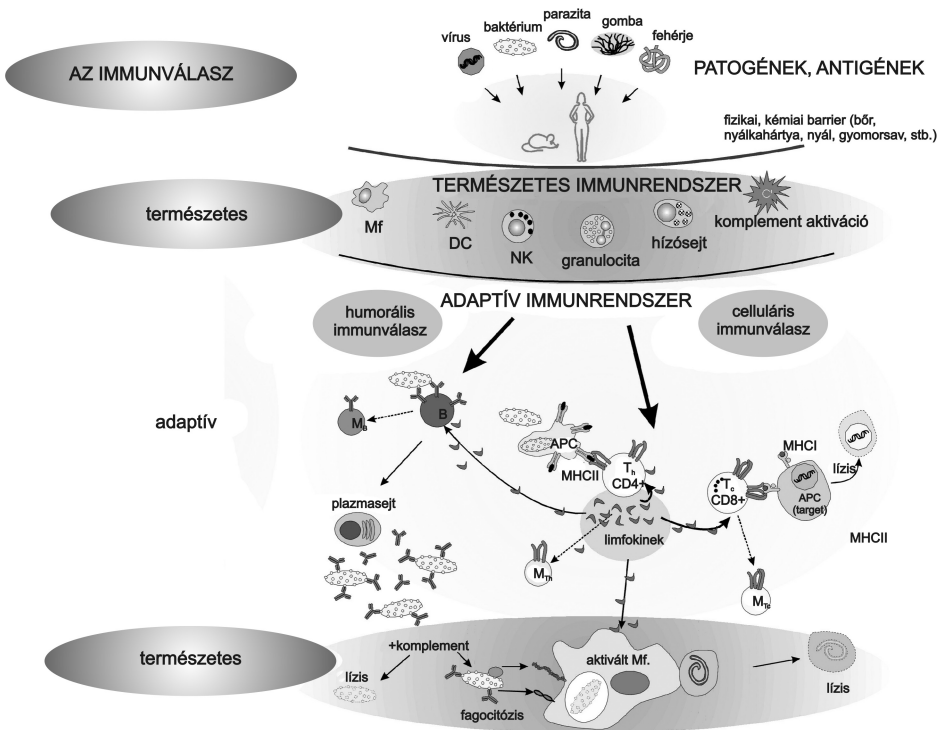 AZ IMMUNVÁLASZ
vírus
baktérium
parazita
gomba
fehérje
PATOGÉNEK, ANTIGÉNEK
fizikai, kémiai barrier (bőr,
nyálkahártya, nyál, gyomorsav, stb.)
természetes
TERMÉSZETES IMMUNRENDSZER
Mf
DC
NK
granulocita
hízósejt
komplement aktiváció
ADAPTÍV IMMUNRENDSZER
humorális
immunválasz
celluláris
immunválasz
adaptív
B
MB
APC
MHCII
Th
CD4+
MHCI
lízis
Tc
CD8+
APC
(target)
MHCII
plazmasejt
limfokinek
MTh
MTc
természetes
+komplement
lízis
fagocitózis
aktivált Mf.
lízis